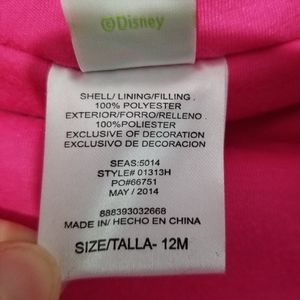 ©Disney
SHELL/ LINING/FILLING.
100% POLYESTER
EXTERIOR/FORRO/RELLENO.
100%POLIESTER
EXCLUSIVE OF DECORATION
EXCLUSIVO DE DECORACION
SEAS:5014
STYLE# 01313H
PO#66751
MAY / 2014
888393032668
MADE IN/ HECHO EN CHINA
SIZE/TALLA- 12M